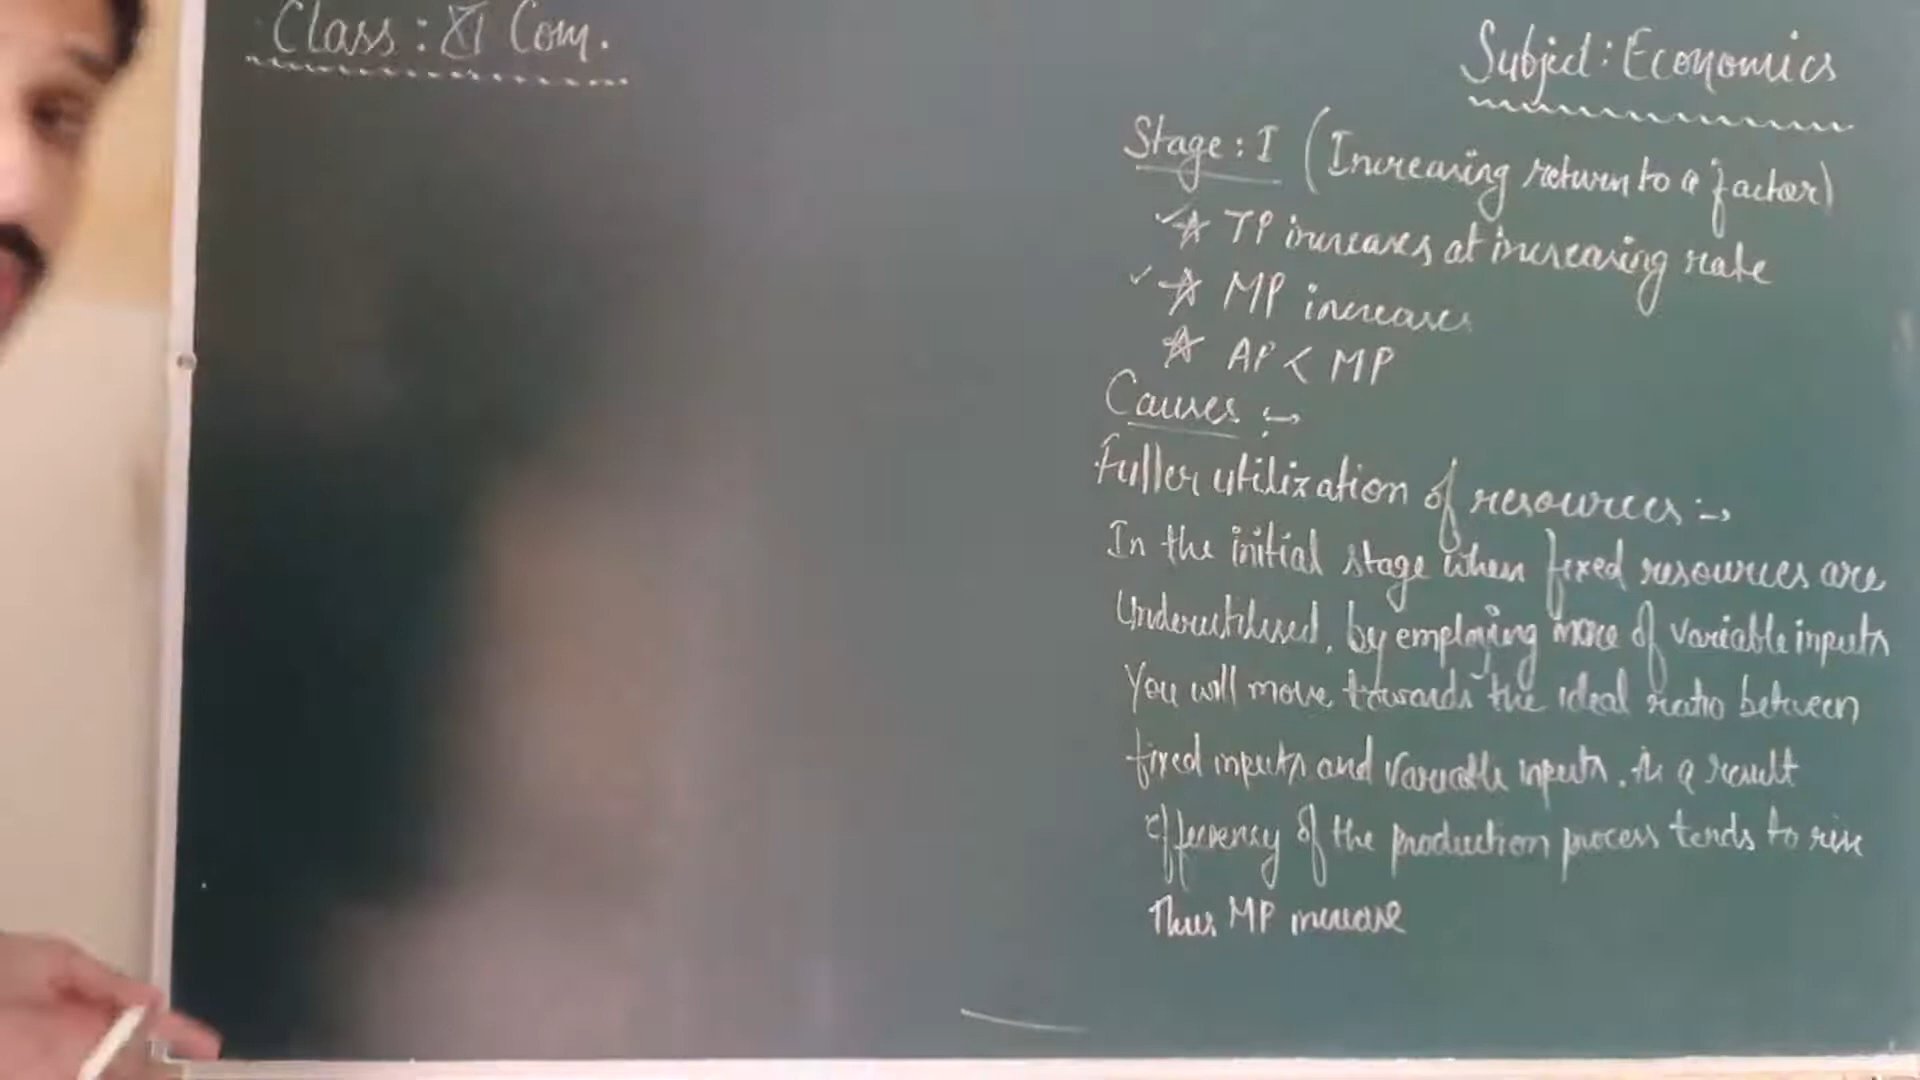 Class : XI Com.
Subject : Economics
Stage : I (Increasing return to a factor)
✓☆ TP increases at increasing rate
✓☆ MP increases
☆ AP < MP
Causes :→
Fuller utilization of resources :→
In the initial stage when fixed resources are
Underutilised, by employing more of variable inputs
You will move towards the ideal ratio between
fixed inputs and variable inputs. As a result
efficiency of the production process tends to rise
Thus MP increase